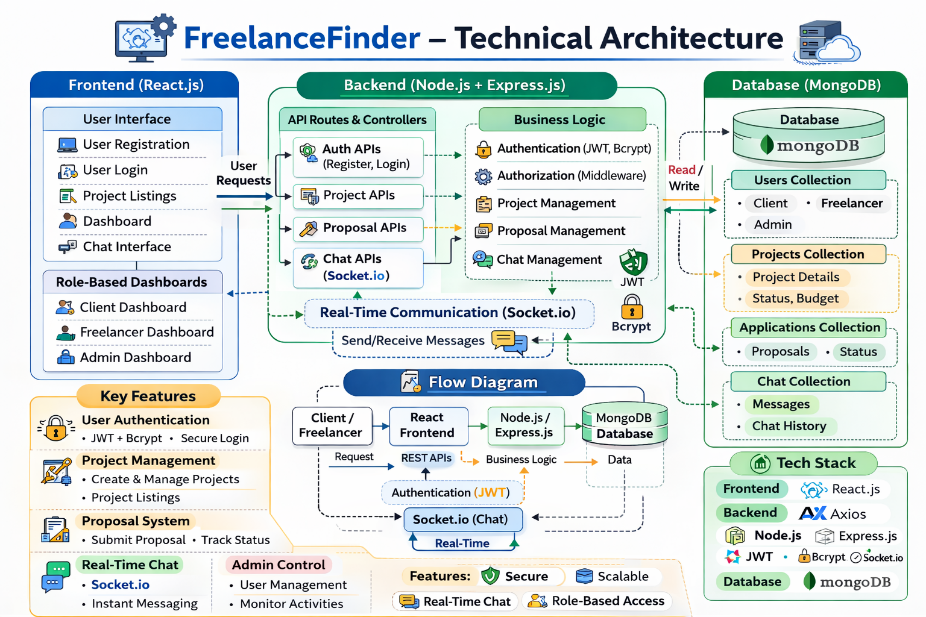 FreelanceFinder – Technical Architecture
Frontend (React.js)
User Interface
User Registration
User Login
Project Listings
Dashboard
Chat Interface
Role-Based Dashboards
Client Dashboard
Freelancer Dashboard
Admin Dashboard
User
Requests
Backend (Node.js + Express.js)
API Routes & Controllers
Auth APIs
(Register, Login)
Project APIs
Proposal APIs
Chat APIs
(Socket.io)
Business Logic
Authentication (JWT, Bcrypt)
Authorization (Middleware)
Project Management
Proposal Management
Chat Management
JWT
Bcrypt
Real-Time Communication (Socket.io)
Send/Receive Messages
Read /
Write
Database (MongoDB)
Database
mongoDB
Users Collection
• Client • Freelancer
• Admin
Projects Collection
• Project Details
• Status, Budget
Applications Collection
• Proposals • Status
Chat Collection
• Messages
• Chat History
Key Features
User Authentication
• JWT + Bcrypt • Secure Login
Project Management
• Create & Manage Projects
• Project Listings
Proposal System
• Submit Proposal • Track Status
Real-Time Chat
• Socket.io
• Instant Messaging
Admin Control
• User Management
• Monitor Activities
Flow Diagram
Client /
Freelancer
React
Frontend
Node.js /
Express.js
MongoDB
Database
Request
REST APIs
Business Logic
Data
Authentication (JWT)
Socket.io (Chat)
Real-Time
Features:
Secure
Scalable
Real-Time Chat
Role-Based Access
Tech Stack
Frontend
React.js
Backend
AX Axios
Node.js
Express.js
JWT • Bcrypt Socket.io
Database
mongoDB